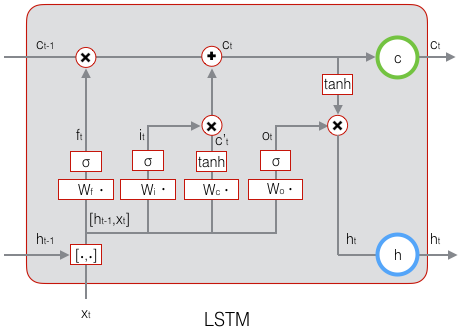 Ct-1 Ct c Ct
tanh
ft it C't ot
σ σ tanh σ
Wf · Wi · Wc · Wo ·
[ht-1,xt]
ht-1 [·,·] ht h ht
xt
LSTM